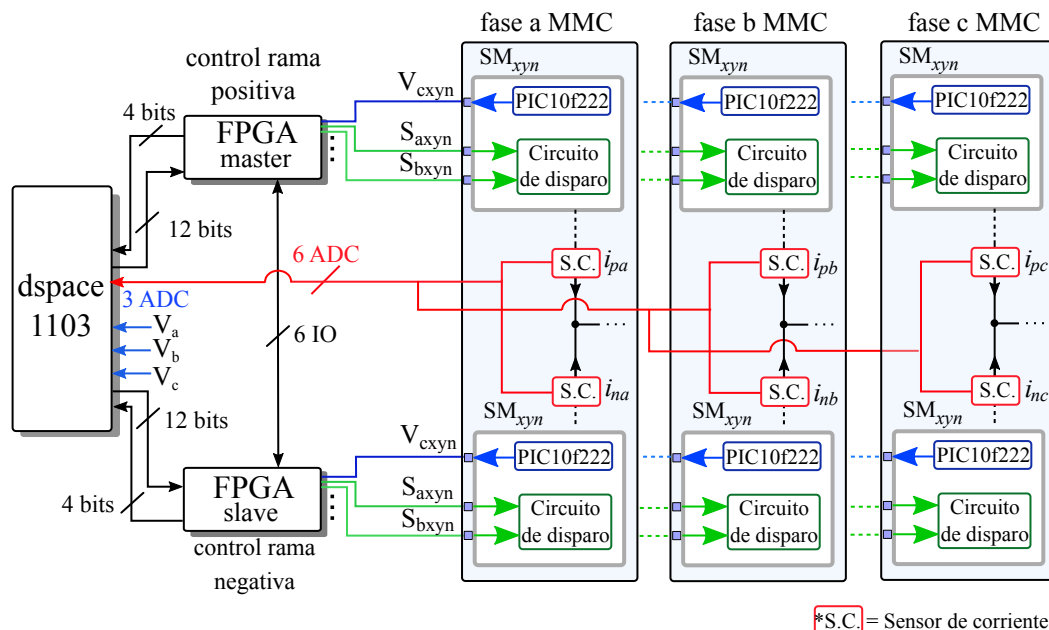 fase a MMC
fase b MMC
fase c MMC
control rama
positiva
SMxyn
SMxyn
SMxyn
Vcxyn
PIC10f222
PIC10f222
PIC10f222
4 bits
FPGA
master
Saxyn
Sbxyn
Circuito
de disparo
Circuito
de disparo
Circuito
de disparo
12 bits
6 ADC
S.C.
ipa
S.C.
ipb
S.C.
ipc
dspace
1103
3 ADC
Va
Vb
Vc
6 IO
S.C.
ina
S.C.
inb
S.C.
inc
12 bits
SMxyn
SMxyn
SMxyn
Vcxyn
PIC10f222
PIC10f222
PIC10f222
4 bits
FPGA
slave
Saxyn
Sbxyn
Circuito
de disparo
Circuito
de disparo
Circuito
de disparo
control rama
negativa
*S.C. = Sensor de corriente